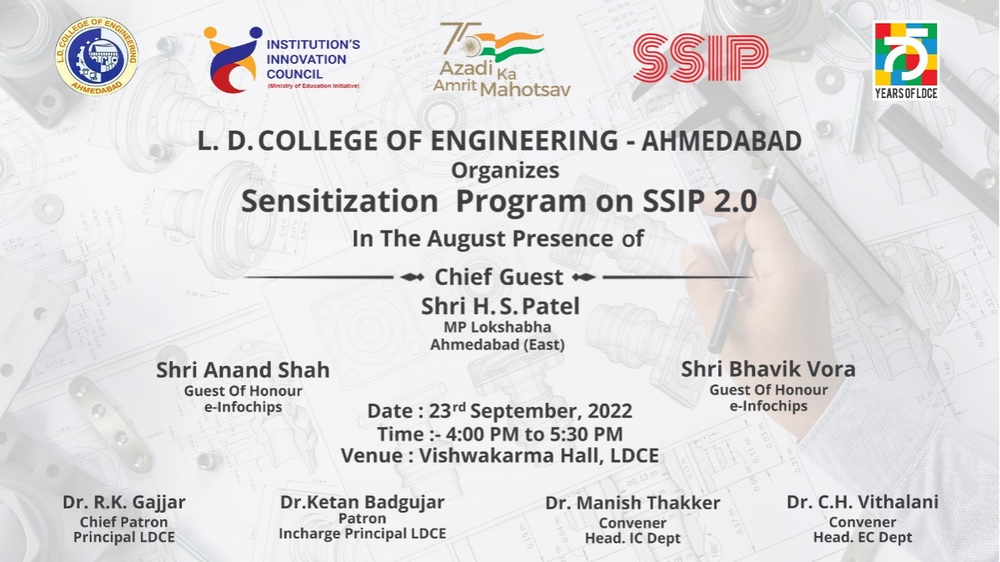 L.D. COLLEGE OF ENGINEERING
AHMEDABAD
INSTITUTION'S
INNOVATION
COUNCIL
(Ministry of Education Initiative)
75
Azadi Ka
Amrit Mahotsav
SSIP
75
YEARS OF LDCE
L. D. COLLEGE OF ENGINEERING - AHMEDABAD
Organizes
Sensitization Program on SSIP 2.0
In The August Presence of
Chief Guest
Shri H. S. Patel
MP Lokshabha
Ahmedabad (East)
Shri Anand Shah
Guest Of Honour
e-Infochips
Shri Bhavik Vora
Guest Of Honour
e-Infochips
Date : 23rd September, 2022
Time :- 4:00 PM to 5:30 PM
Venue : Vishwakarma Hall, LDCE
Dr. R.K. Gajjar
Chief Patron
Principal LDCE
Dr.Ketan Badgujar
Patron
Incharge Principal LDCE
Dr. Manish Thakker
Convener
Head. IC Dept
Dr. C.H. Vithalani
Convener
Head. EC Dept